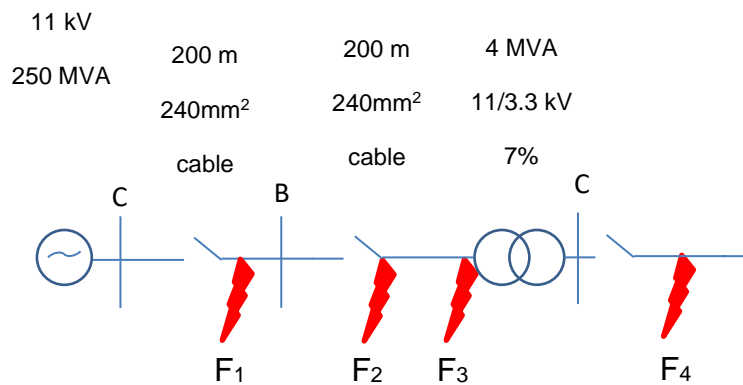 11 kV
250 MVA
200 m
240mm²
cable
200 m
240mm²
cable
4 MVA
11/3.3 kV
7%
C
B
C
F₁
F₂
F₃
F₄